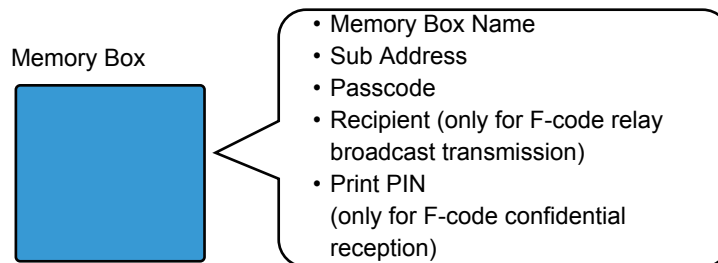 Memory Box
• Memory Box Name
• Sub Address
• Passcode
• Recipient (only for F-code relay
broadcast transmission)
• Print PIN
(only for F-code confidential
reception)